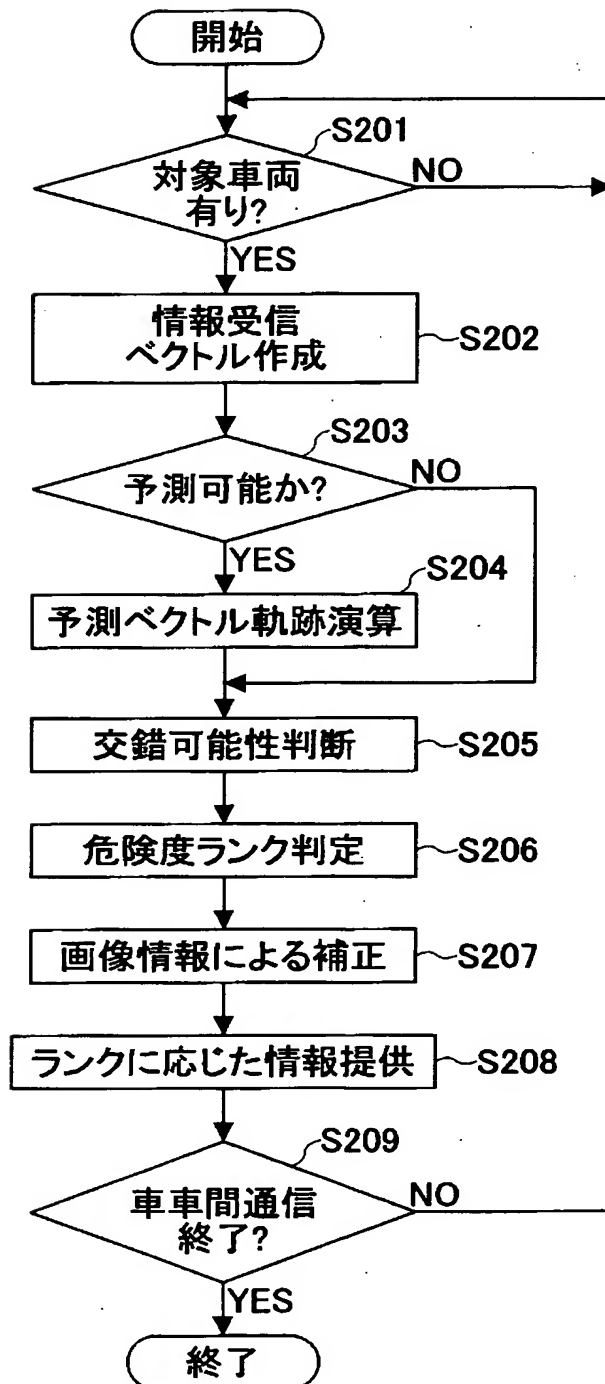 開始
S201
対象車両
有り?
NO
YES
情報受信
ベクトル作成
S202
S203
予測可能か?
NO
YES
S204
予測ベクトル軌跡演算
交錯可能性判断
S205
危険度ランク判定
S206
画像情報による補正
S207
ランクに応じた情報提供
S208
S209
車車間通信
終了?
NO
YES
終了